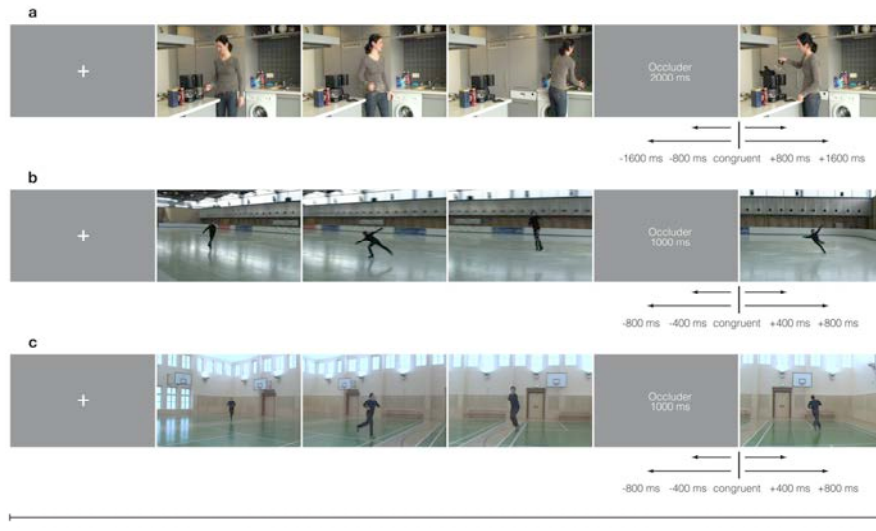 a
Occluder
2000 ms
-1600 ms -800 ms congruent +800 ms +1600 ms
b
Occluder
1000 ms
-800 ms -400 ms congruent +400 ms +800 ms
c
Occluder
1000 ms
-800 ms -400 ms congruent +400 ms +800 ms